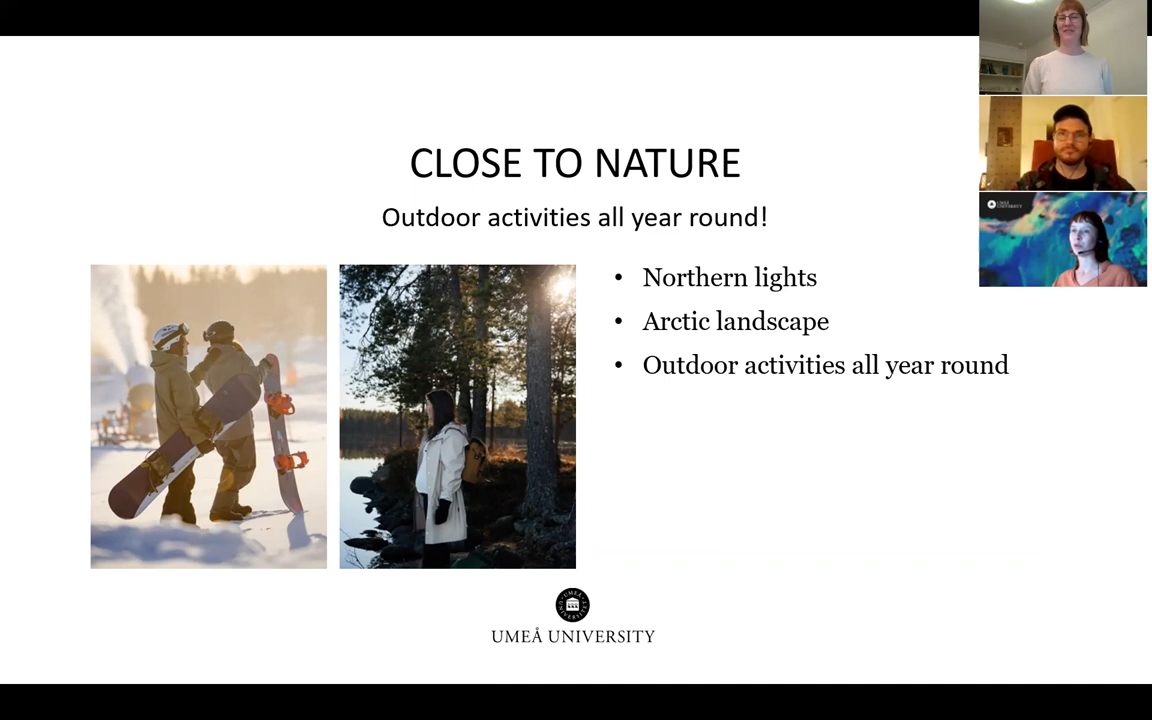 CLOSE TO NATURE
Outdoor activities all year round!
• Northern lights
• Arctic landscape
• Outdoor activities all year round
UMEÅ UNIVERSITY